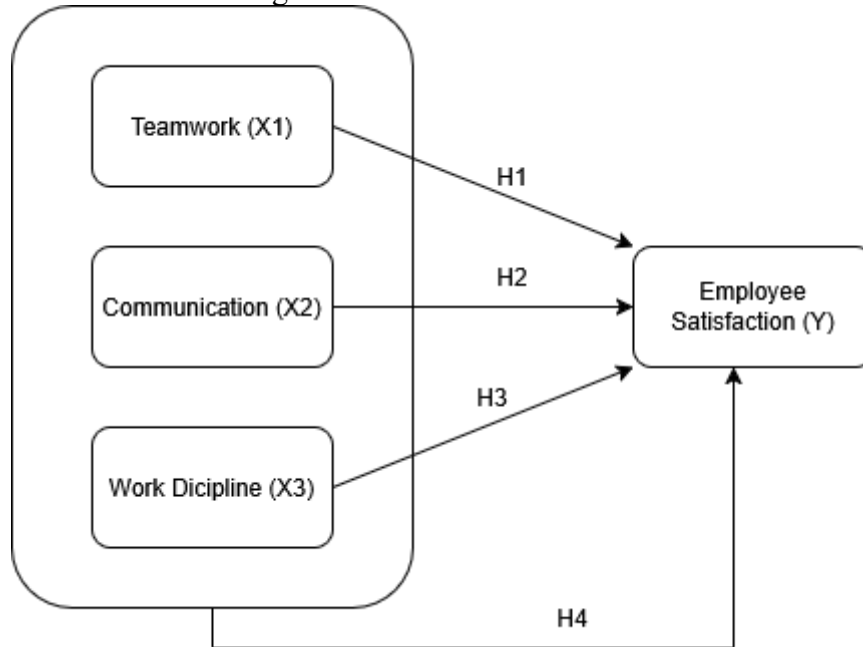 Teamwork (X1)
H1
Communication (X2)
H2
Employee
Satisfaction (Y)
H3
Work Dicipline (X3)
H4